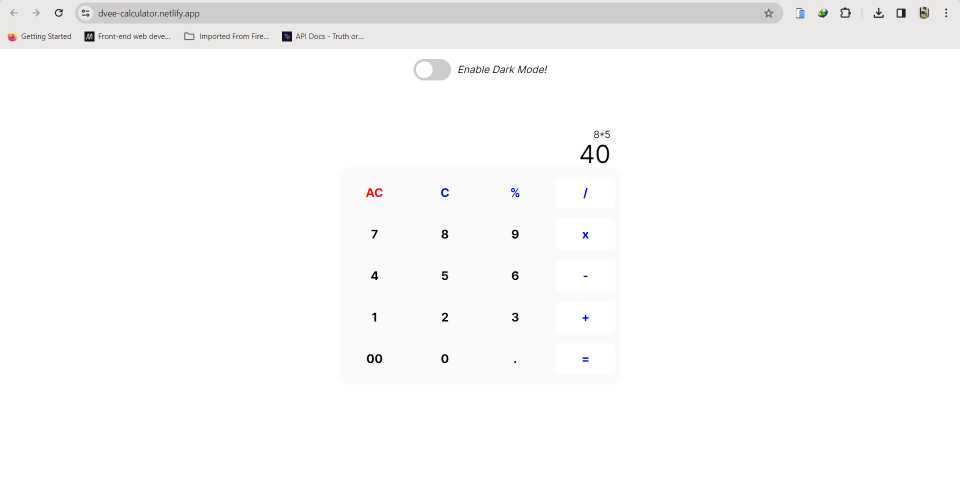 dvee-calculator.netlify.app
Getting Started
Front-end web deve...
Imported From Fire...
API Docs - Truth or...
Enable Dark Mode!
8*5
40
AC C % /
7 8 9 x
4 5 6 -
1 2 3 +
00 0 . =